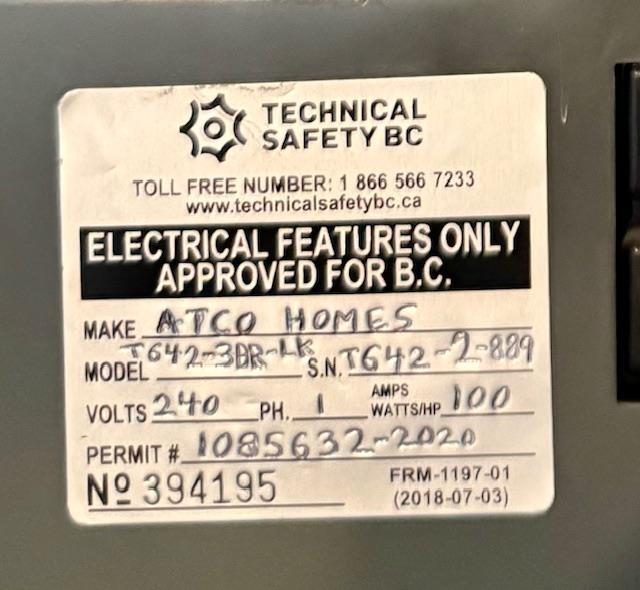 TECHNICAL
SAFETY BC
TOLL FREE NUMBER: 1 866 566 7233
www.technicalsafetybc.ca
ELECTRICAL FEATURES ONLY
APPROVED FOR B.C.
MAKE ATCO HOMES
MODEL T642-3BR-LK S.N. T642-2-889
VOLTS 240 PH. 1 AMPS WATTS/HP 100
PERMIT # 1085632-2020
Nº 394195 FRM-1197-01
(2018-07-03)